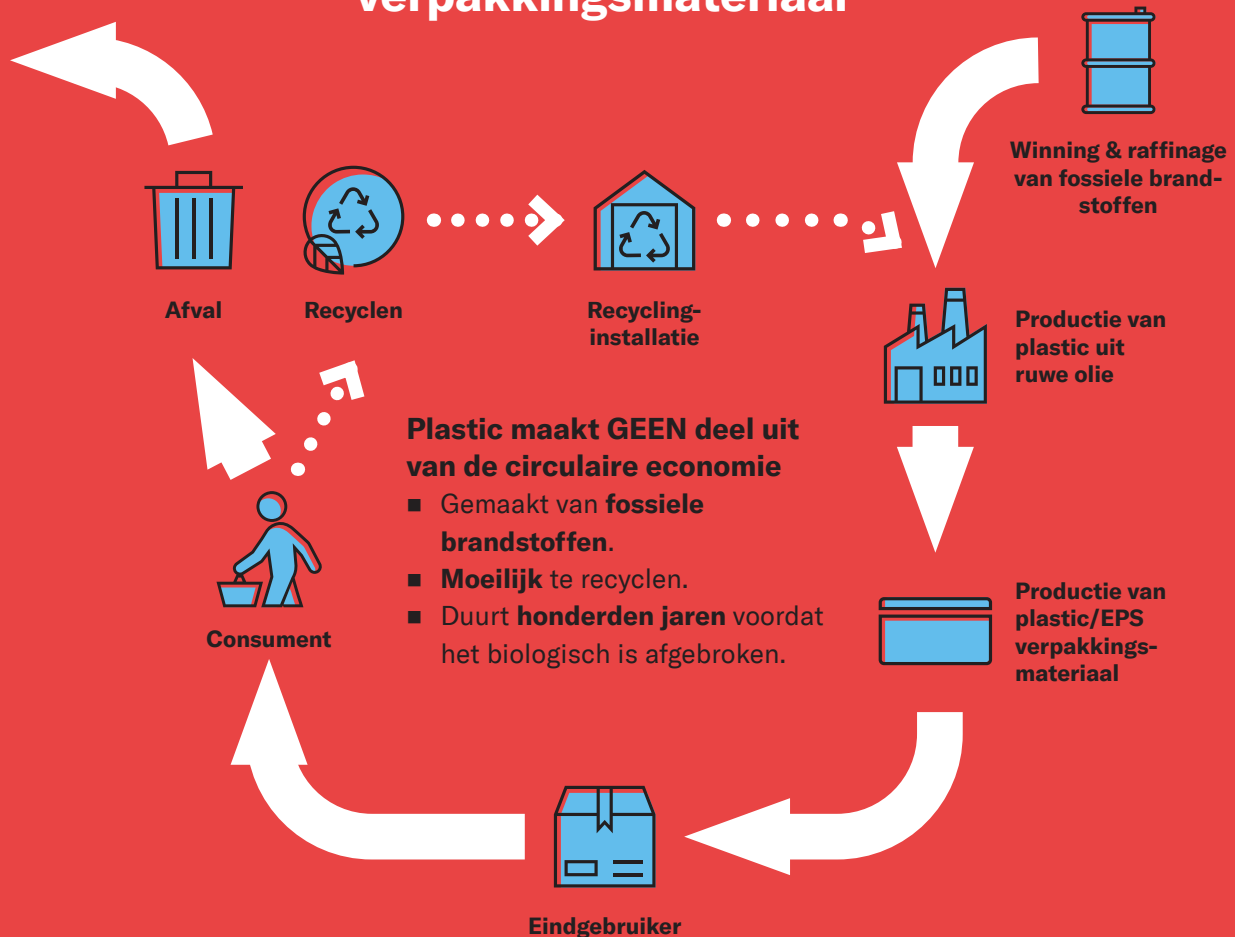 verpakkingsmateriaal
Winning & raffinage
van fossiele brand-
stoffen
Afval
Recyclen
Recycling-
installatie
Productie van
plastic uit
ruwe olie
Plastic maakt GEEN deel uit
van de circulaire economie
■ Gemaakt van fossiele
brandstoffen.
■ Moeilijk te recyclen.
■ Duurt honderden jaren voordat
het biologisch is afgebroken.
Consument
Productie van
plastic/EPS
verpakkings-
materiaal
Eindgebruiker